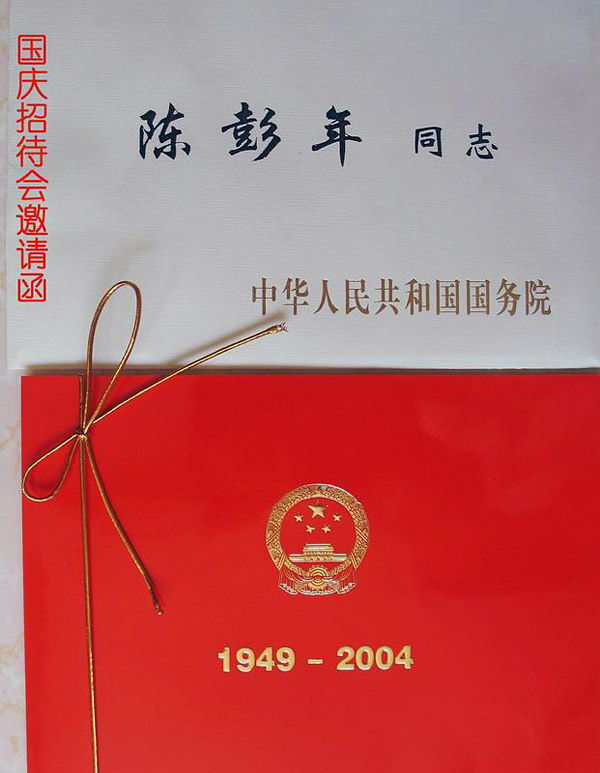 国庆招待会邀请函
陈彭年 同志
中华人民共和国国务院
1949 - 2004